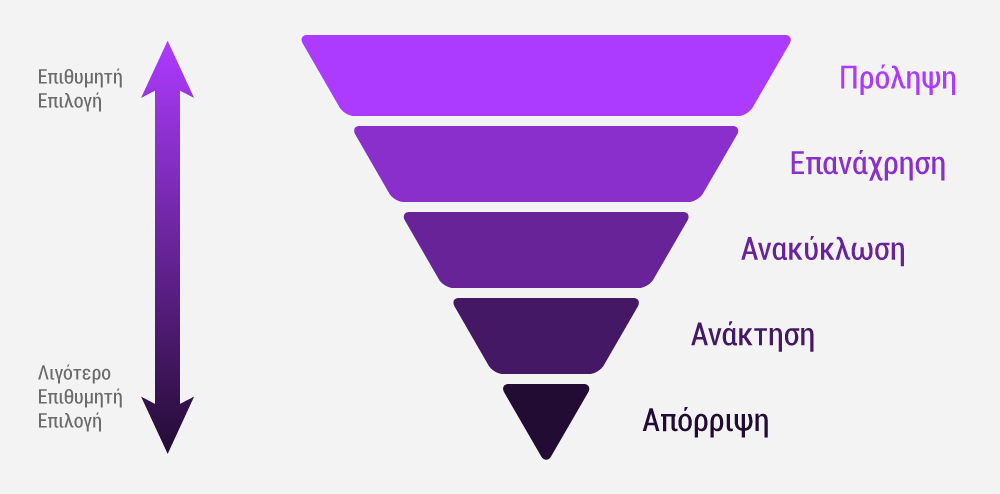 Επιθυμητή
Επιλογή
Πρόληψη
Επανάχρηση
Ανακύκλωση
Ανάκτηση
Λιγότερο
Επιθυμητή
Επιλογή
Απόρριψη